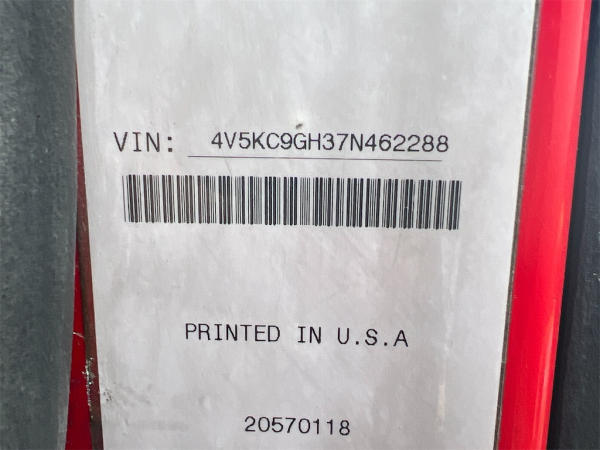 VIN: 4V5KC9GH37N462288
PRINTED IN U.S.A
20570118